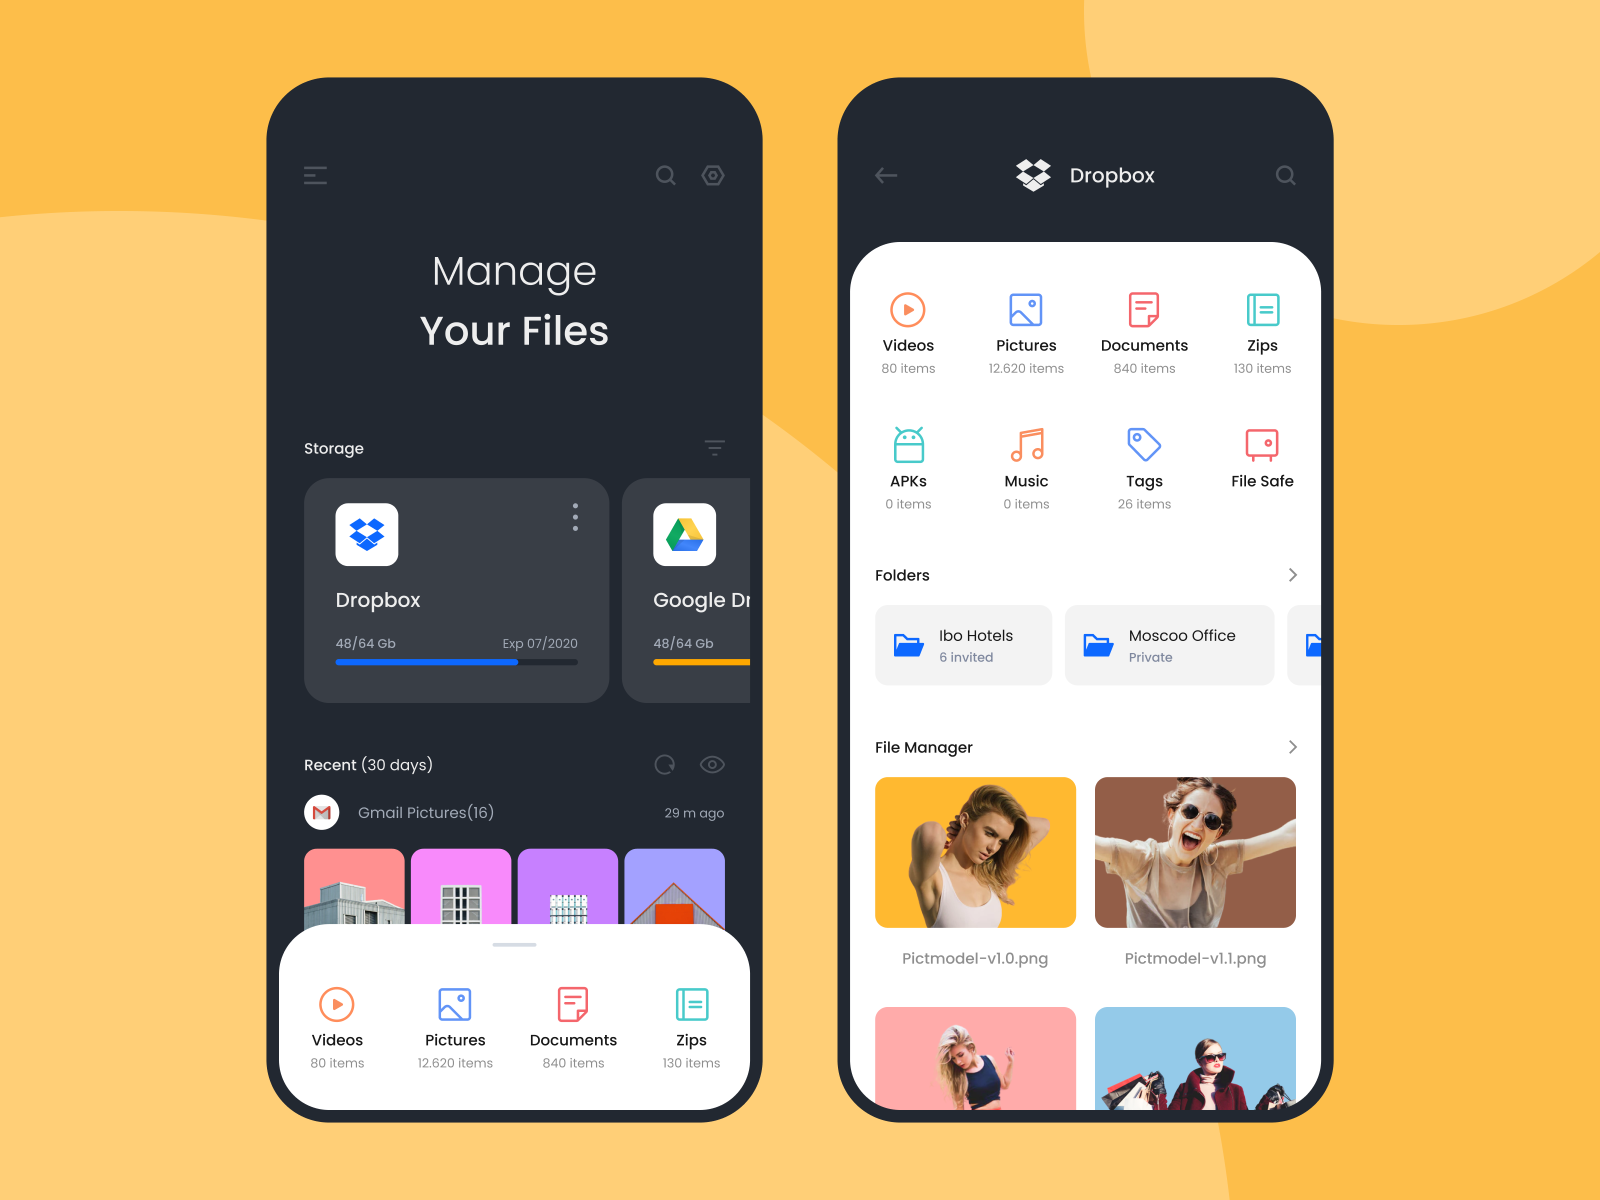 Manage
Your Files
Storage
Dropbox
48/64 Gb
Exp 07/2020
Google Dr
48/64 Gb
Recent (30 days)
Gmail Pictures(16)
29 m ago
Videos
80 items
Pictures
12.620 items
Documents
840 items
Zips
130 items
Dropbox
Videos
80 items
Pictures
12.620 items
Documents
840 items
Zips
130 items
APKs
0 items
Music
0 items
Tags
26 items
File Safe
Folders
Ibo Hotels
6 invited
Moscoo Office
Private
File Manager
Pictmodel-v1.0.png
Pictmodel-v1.1.png